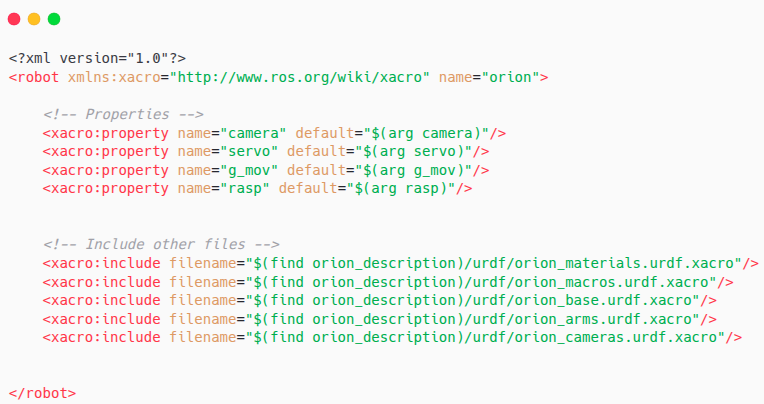 <?xml version="1.0"?>
<robot xmlns:xacro="http://www.ros.org/wiki/xacro" name="orion">
<!-- Properties -->
<xacro:property name="camera" default="$(arg camera)"/>
<xacro:property name="servo" default="$(arg servo)"/>
<xacro:property name="g_mov" default="$(arg g_mov)"/>
<xacro:property name="rasp" default="$(arg rasp)"/>
<!-- Include other files -->
<xacro:include filename="$(find orion_description)/urdf/orion_materials.urdf.xacro"/>
<xacro:include filename="$(find orion_description)/urdf/orion_macros.urdf.xacro"/>
<xacro:include filename="$(find orion_description)/urdf/orion_base.urdf.xacro"/>
<xacro:include filename="$(find orion_description)/urdf/orion_arms.urdf.xacro"/>
<xacro:include filename="$(find orion_description)/urdf/orion_cameras.urdf.xacro"/>
</robot>